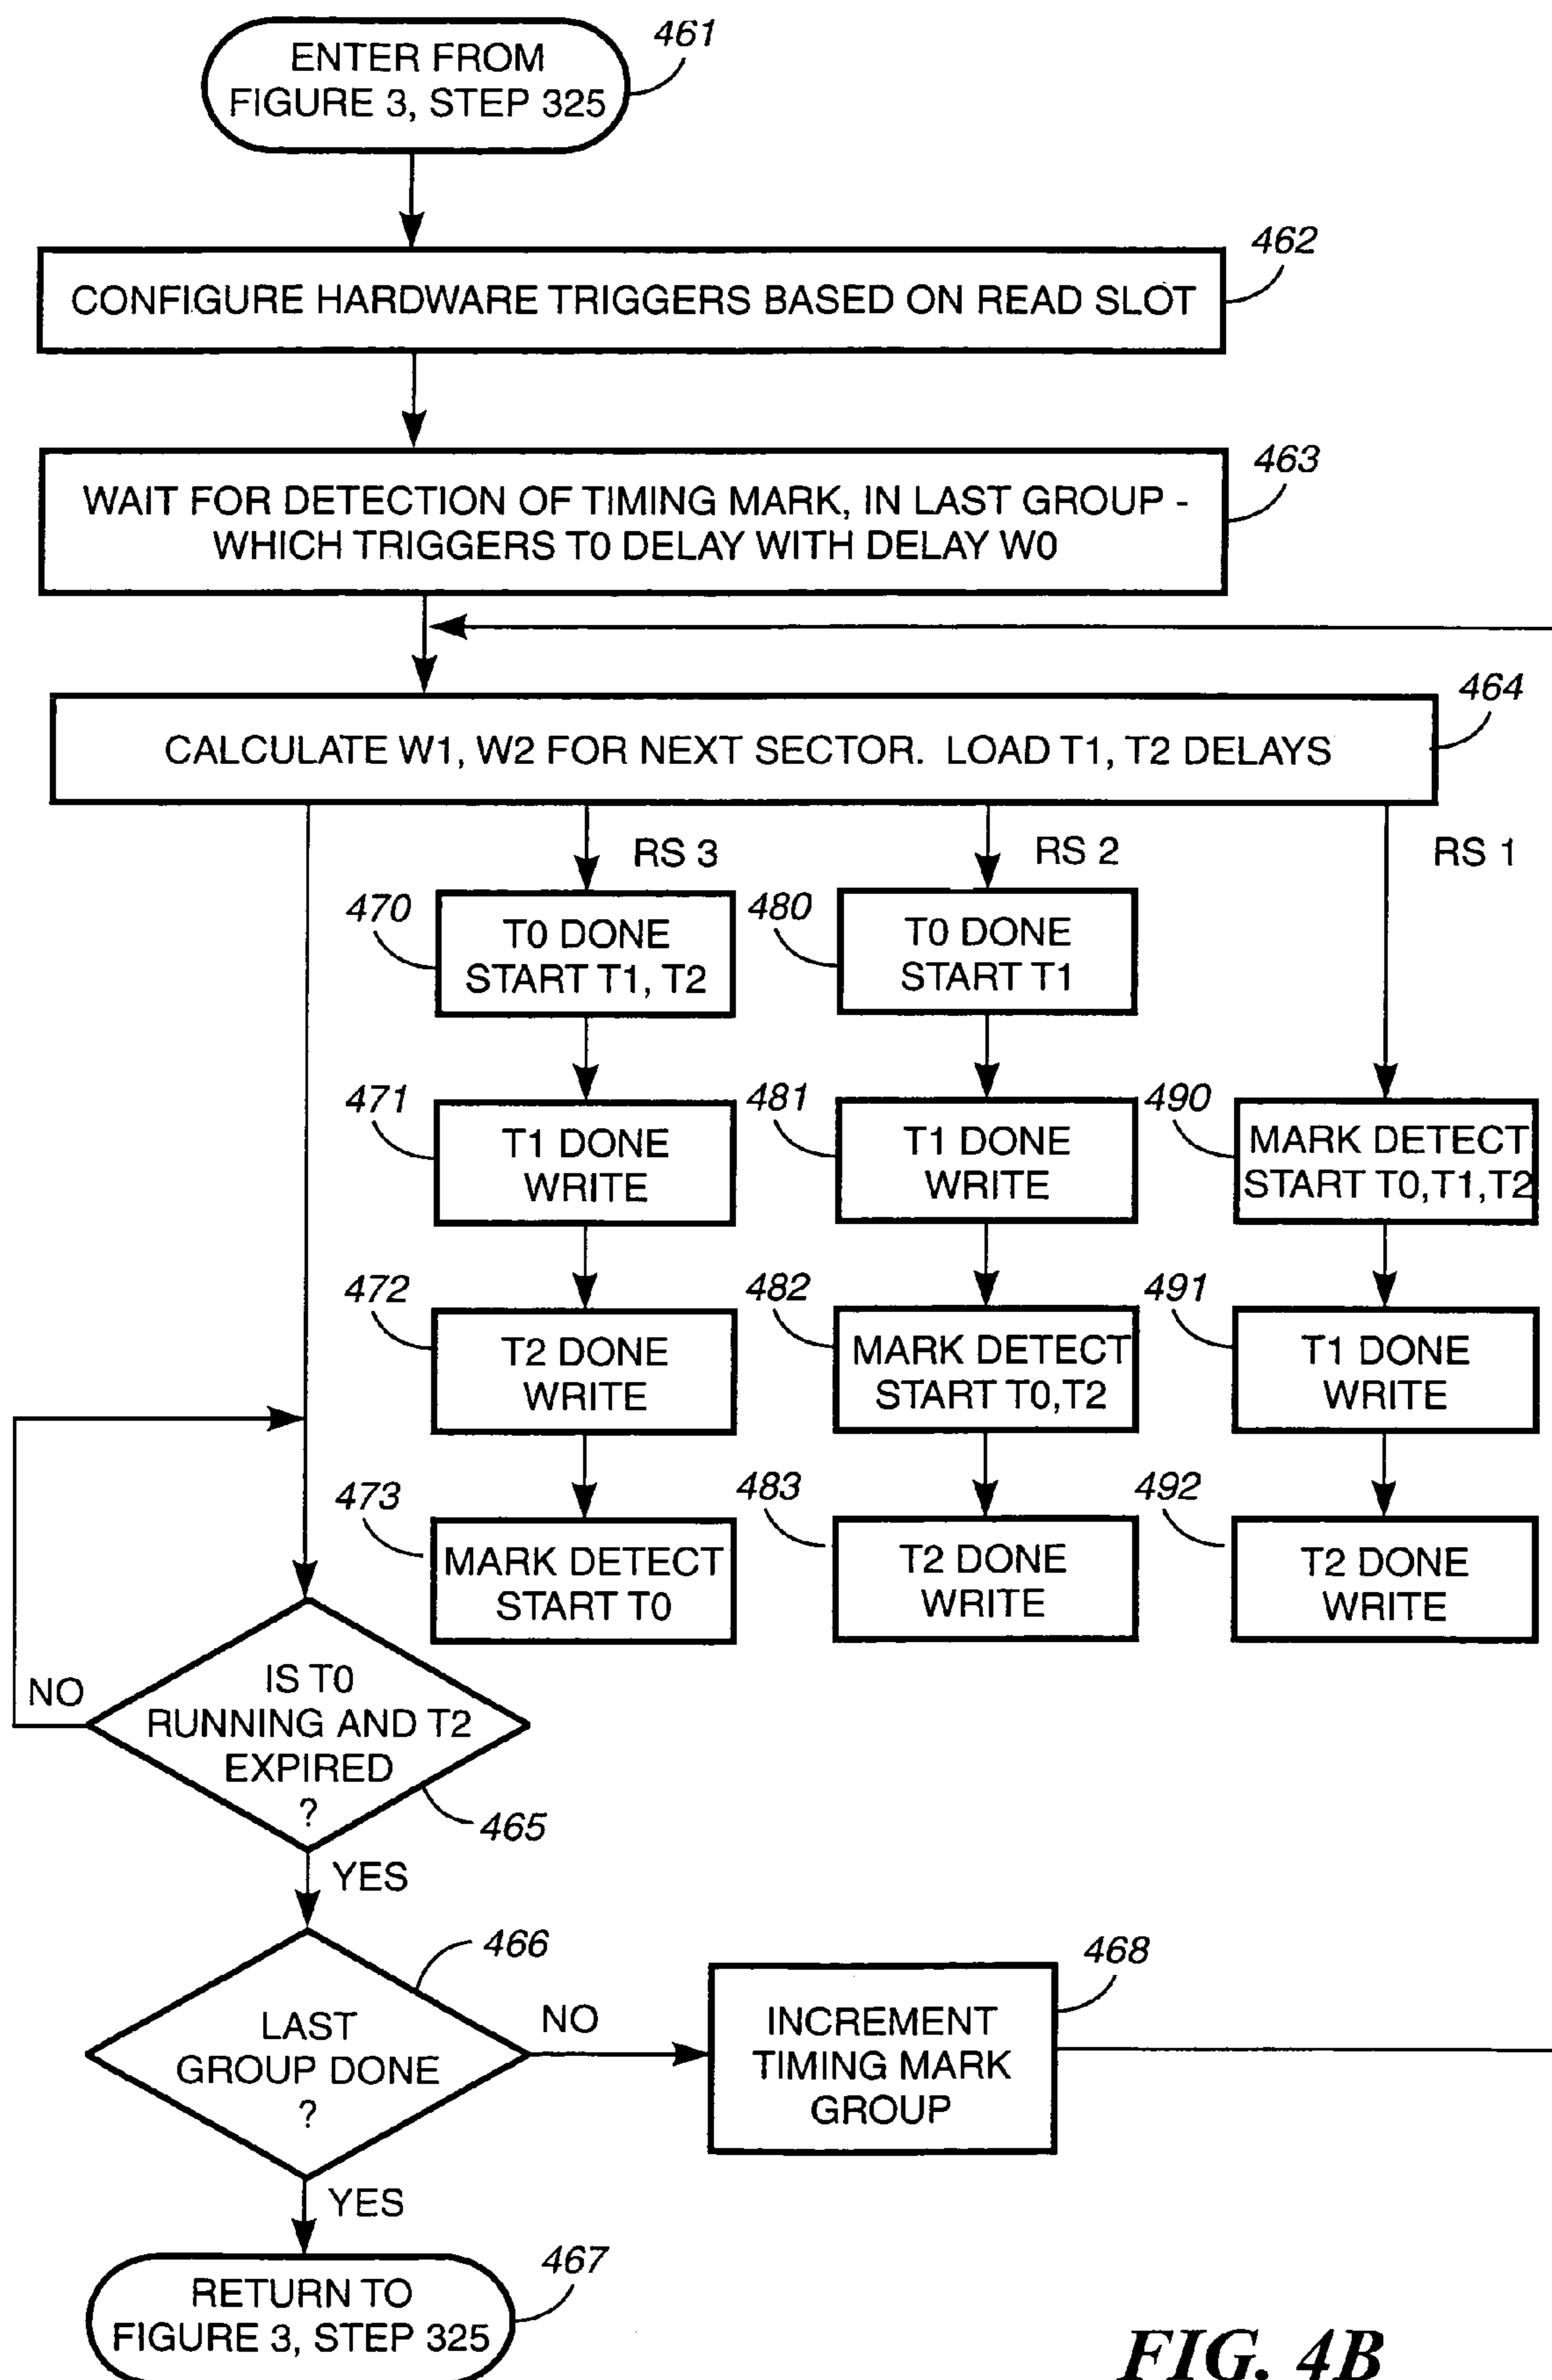 ENTER FROM
FIGURE 3, STEP 325
461
CONFIGURE HARDWARE TRIGGERS BASED ON READ SLOT
462
WAIT FOR DETECTION OF TIMING MARK, IN LAST GROUP -
WHICH TRIGGERS T0 DELAY WITH DELAY W0
463
CALCULATE W1, W2 FOR NEXT SECTOR. LOAD T1, T2 DELAYS
464
RS 3
RS 2
RS 1
470
T0 DONE
START T1, T2
480
T0 DONE
START T1
471
T1 DONE
WRITE
481
T1 DONE
WRITE
490
MARK DETECT
START T0,T1,T2
472
T2 DONE
WRITE
482
MARK DETECT
START T0,T2
491
T1 DONE
WRITE
473
MARK DETECT
START T0
483
T2 DONE
WRITE
492
T2 DONE
WRITE
NO
IS T0
RUNNING AND T2
EXPIRED
?
465
YES
466
LAST
GROUP DONE
?
NO
468
INCREMENT
TIMING MARK
GROUP
YES
RETURN TO
FIGURE 3, STEP 325
467
FIG. 4B